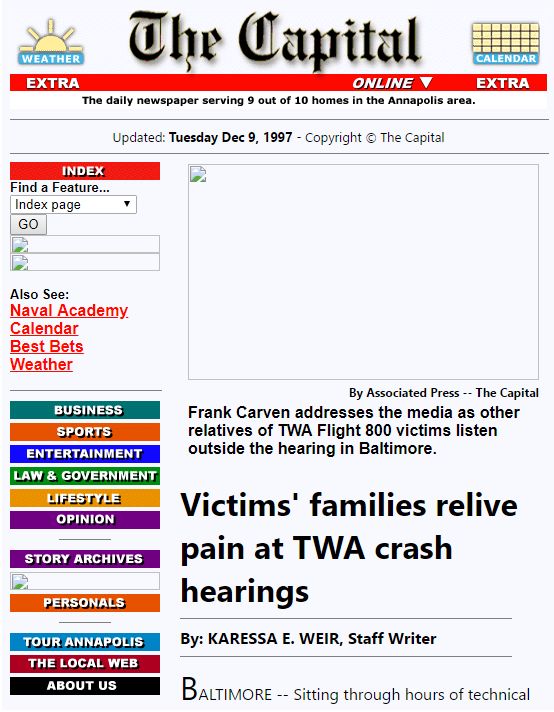 The Capital
WEATHER
CALENDAR
EXTRA ONLINE ▼ EXTRA
The daily newspaper serving 9 out of 10 homes in the Annapolis area.
Updated: Tuesday Dec 9, 1997 - Copyright © The Capital
INDEX
Find a Feature...
Index page ▼
GO
Also See:
Naval Academy
Calendar
Best Bets
Weather
BUSINESS
SPORTS
ENTERTAINMENT
LAW & GOVERNMENT
LIFESTYLE
OPINION
STORY ARCHIVES
PERSONALS
TOUR ANNAPOLIS
THE LOCAL WEB
ABOUT US
By Associated Press -- The Capital
Frank Carven addresses the media as other
relatives of TWA Flight 800 victims listen
outside the hearing in Baltimore.
Victims' families relive
pain at TWA crash
hearings
By: KARESSA E. WEIR, Staff Writer
BALTIMORE -- Sitting through hours of technical